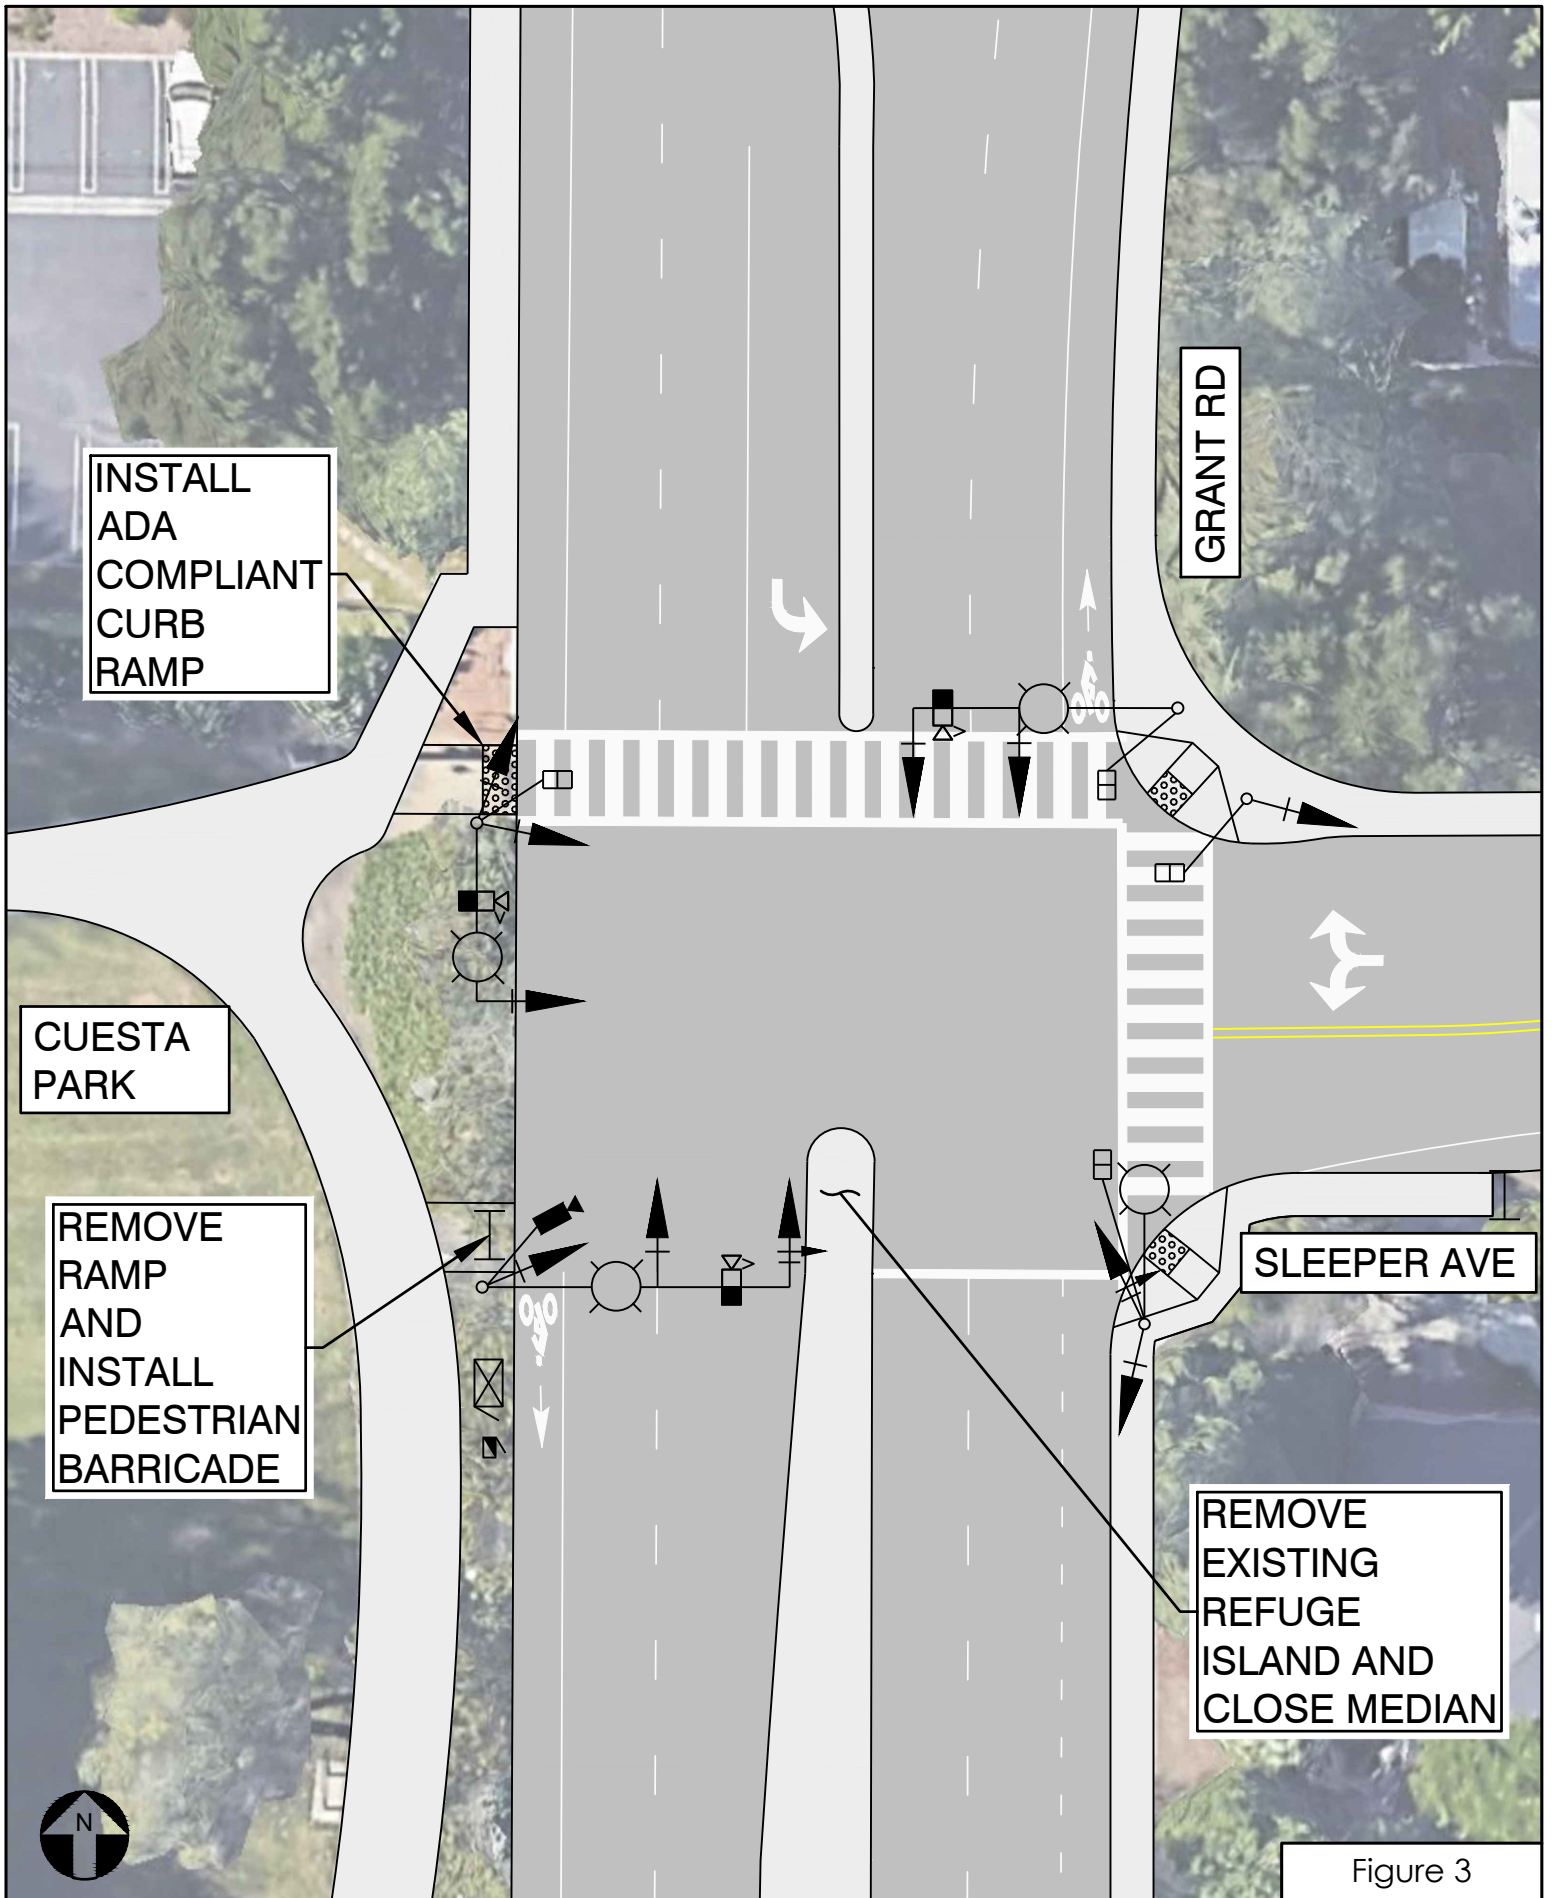 GRANT RD
INSTALL
ADA
COMPLIANT
CURB
RAMP
CUESTA
PARK
REMOVE
RAMP
AND
INSTALL
PEDESTRIAN
BARRICADE
SLEEPER AVE
REMOVE
EXISTING
REFUGE
ISLAND AND
CLOSE MEDIAN
N
Figure 3